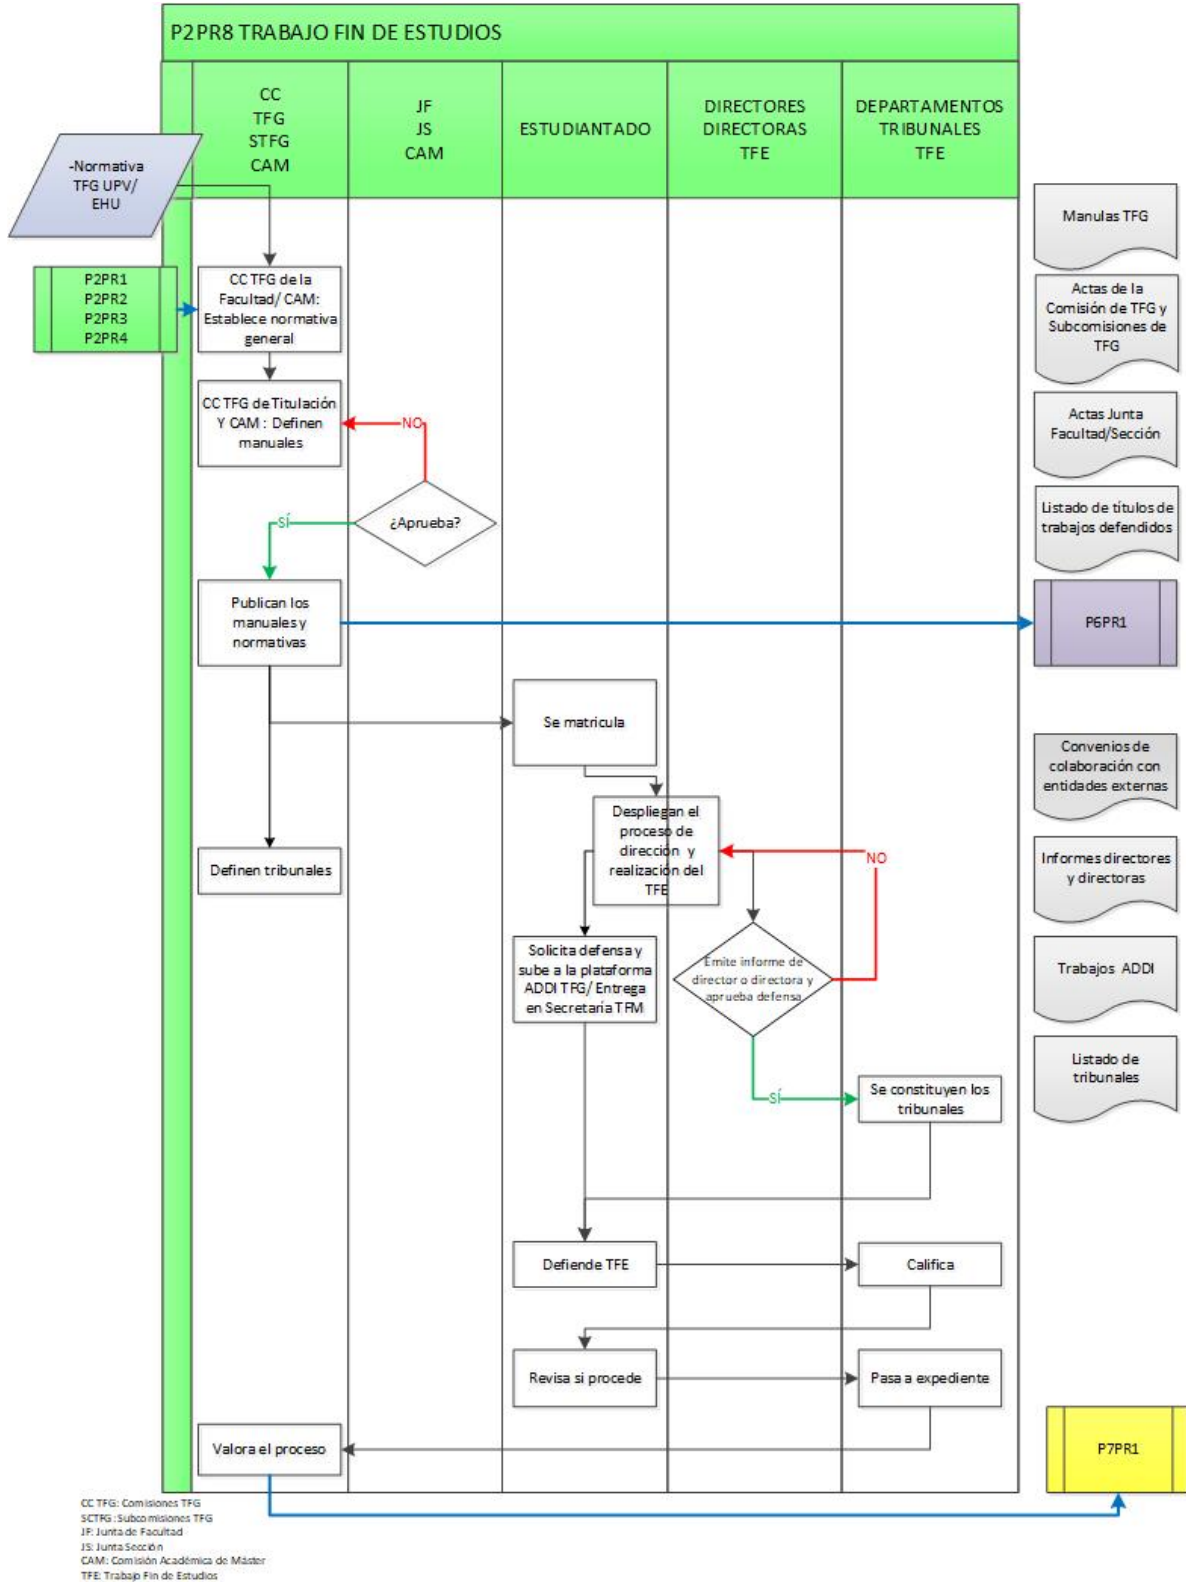 P2PR8 TRABAJO FIN DE ESTUDIOS
CC
TFG
STFG
CAM
JF
JS
CAM
ESTUDIANTADO
DIRECTORES
DIRECTORAS
TFE
DEPARTAMENTOS
TRIBUNALES
TFE
-Normativa
TFG UPV/
EHU
P2PR1
P2PR2
P2PR3
P2PR4
CC TFG de la
Facultad/ CAM:
Establece normativa
general
CC TFG de Titulación
Y CAM : Definen
manuales
NO
¿Aprueba?
SÍ
Publican los
manuales y
normativas
Se matricula
Despliegan el
proceso de
dirección y
realización del
TFE
NO
Definen tribunales
Solicita defensa y
sube a la plataforma
ADDI TFG/ Entrega
en Secretaría TFM
Emite informe de
director o directora y
aprueba defensa
SÍ
Se constituyen los
tribunales
Defiende TFE
Califica
Revisa si procede
Pasa a expediente
Valora el proceso
Manulas TFG
Actas de la
Comisión de TFG y
Subcomisiones de
TFG
Actas Junta
Facultad/Sección
Listado de títulos de
trabajos defendidos
P6PR1
Convenios de
colaboración con
entidades externas
Informes directores
y directoras
Trabajos ADDI
Listado de
tribunales
P7PR1
CC TFG: Comisiones TFG
SCTFG: Subcomisiones TFG
JF: Junta de Facultad
JS: Junta Sección
CAM: Comisión Académica de Máster
TFE: Trabajo Fin de Estudios